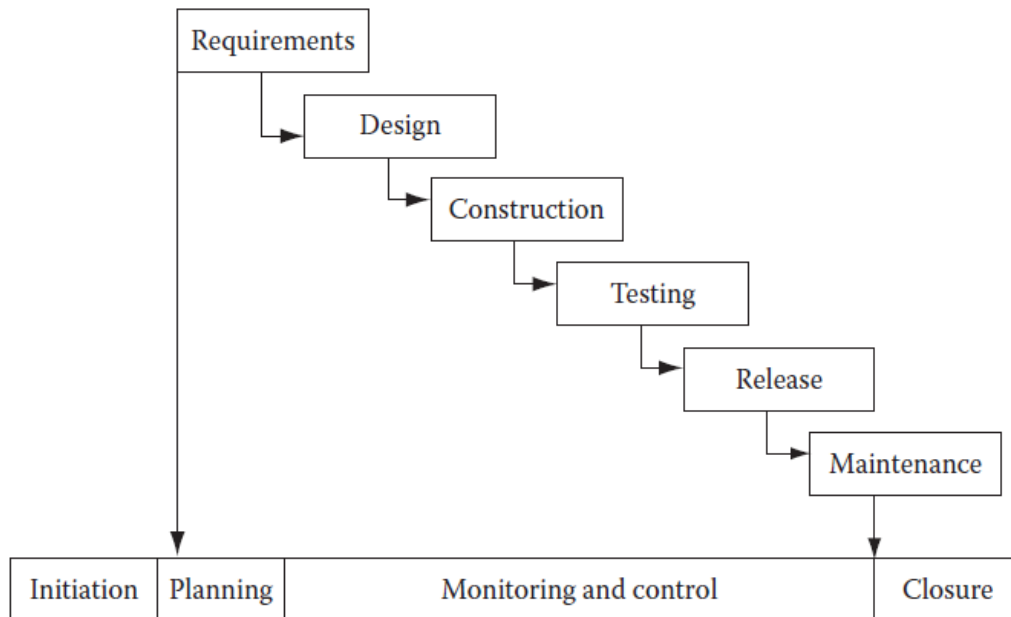 Requirements
Design
Construction
Testing
Release
Maintenance
Initiation
Planning
Monitoring and control
Closure